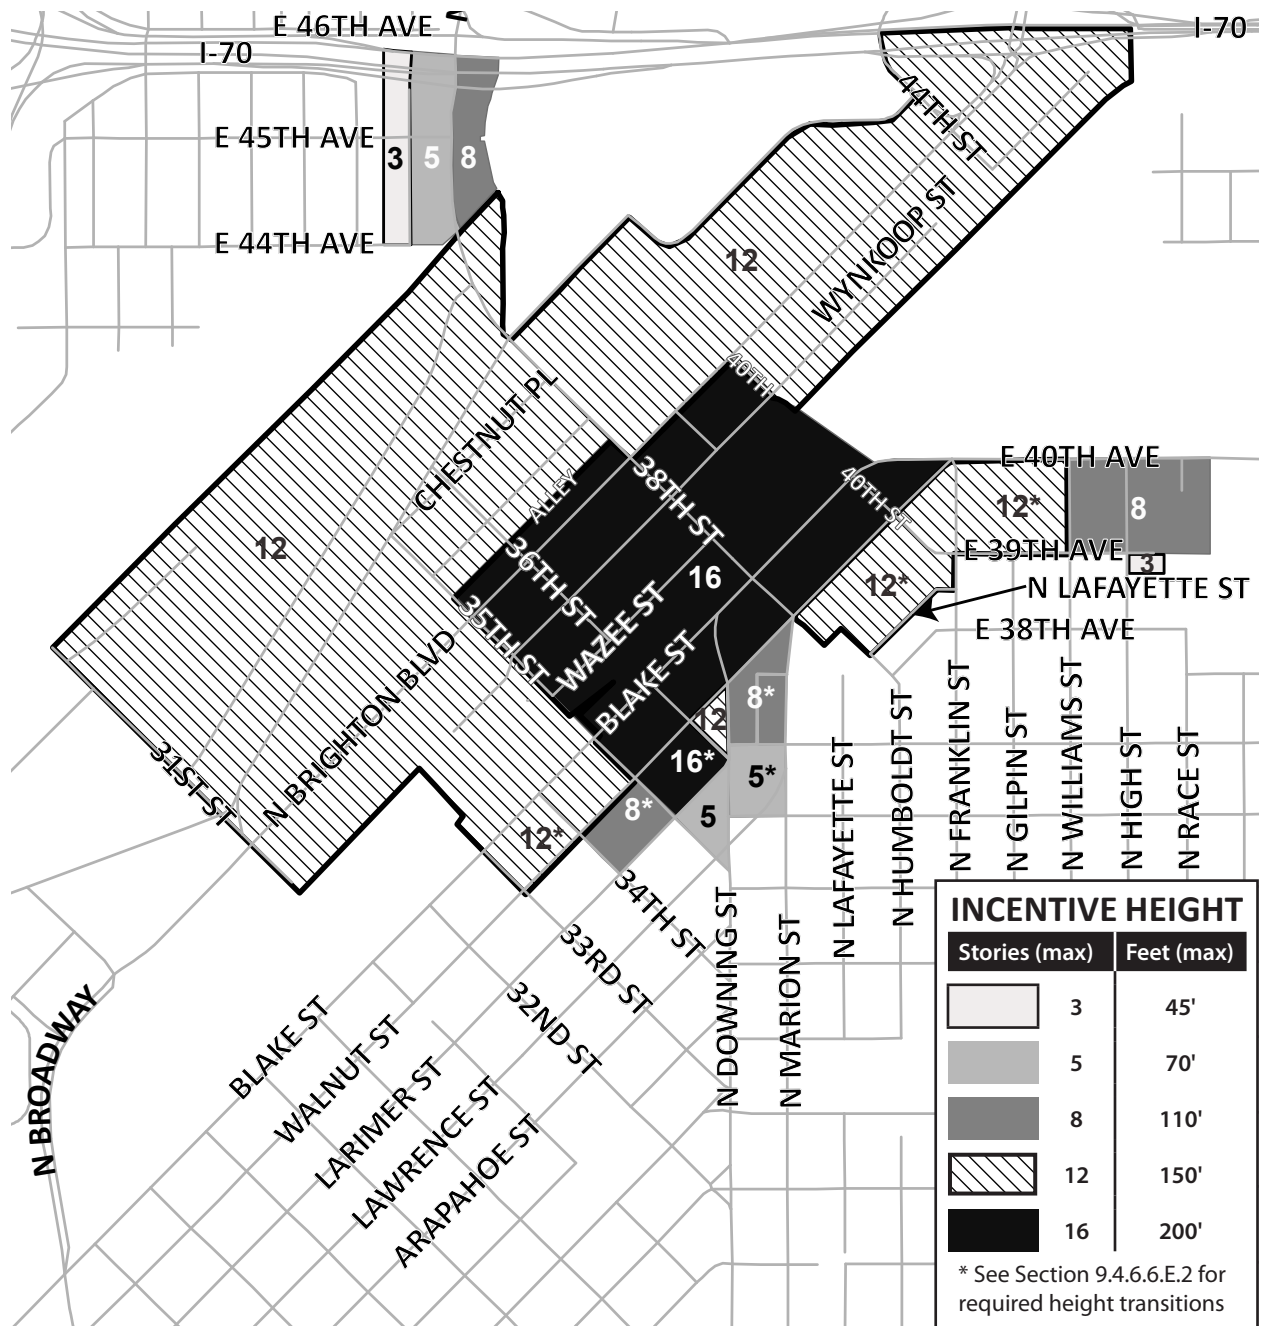 E 46TH AVE
I-70
I-70
44TH ST
E 45TH AVE
3
5
8
E 44TH AVE
WYNKOOP ST
12
40TH
CHESTNUT PL
ALLEY
38TH ST
40TH ST
E 40TH AVE
12*
8
12
36TH ST
16
E 39TH AVE
3
12*
N LAFAYETTE ST
35TH ST
WAZEE ST
E 38TH AVE
BLAKE ST
8*
12
N BRIGHTON BLVD
31ST ST
16*
5*
8*
5
12*
N LAFAYETTE ST
N HUMBOLDT ST
N FRANKLIN ST
N GILPIN ST
N WILLIAMS ST
N HIGH ST
N RACE ST
34TH ST
33RD ST
32ND ST
N DOWNING ST
N MARION ST
N BROADWAY
BLAKE ST
WALNUT ST
LARIMER ST
LAWRENCE ST
ARAPAHOE ST
INCENTIVE HEIGHT
Stories (max) Feet (max)
3 45'
5 70'
8 110'
12 150'
16 200'
* See Section 9.4.6.6.E.2 for
required height transitions